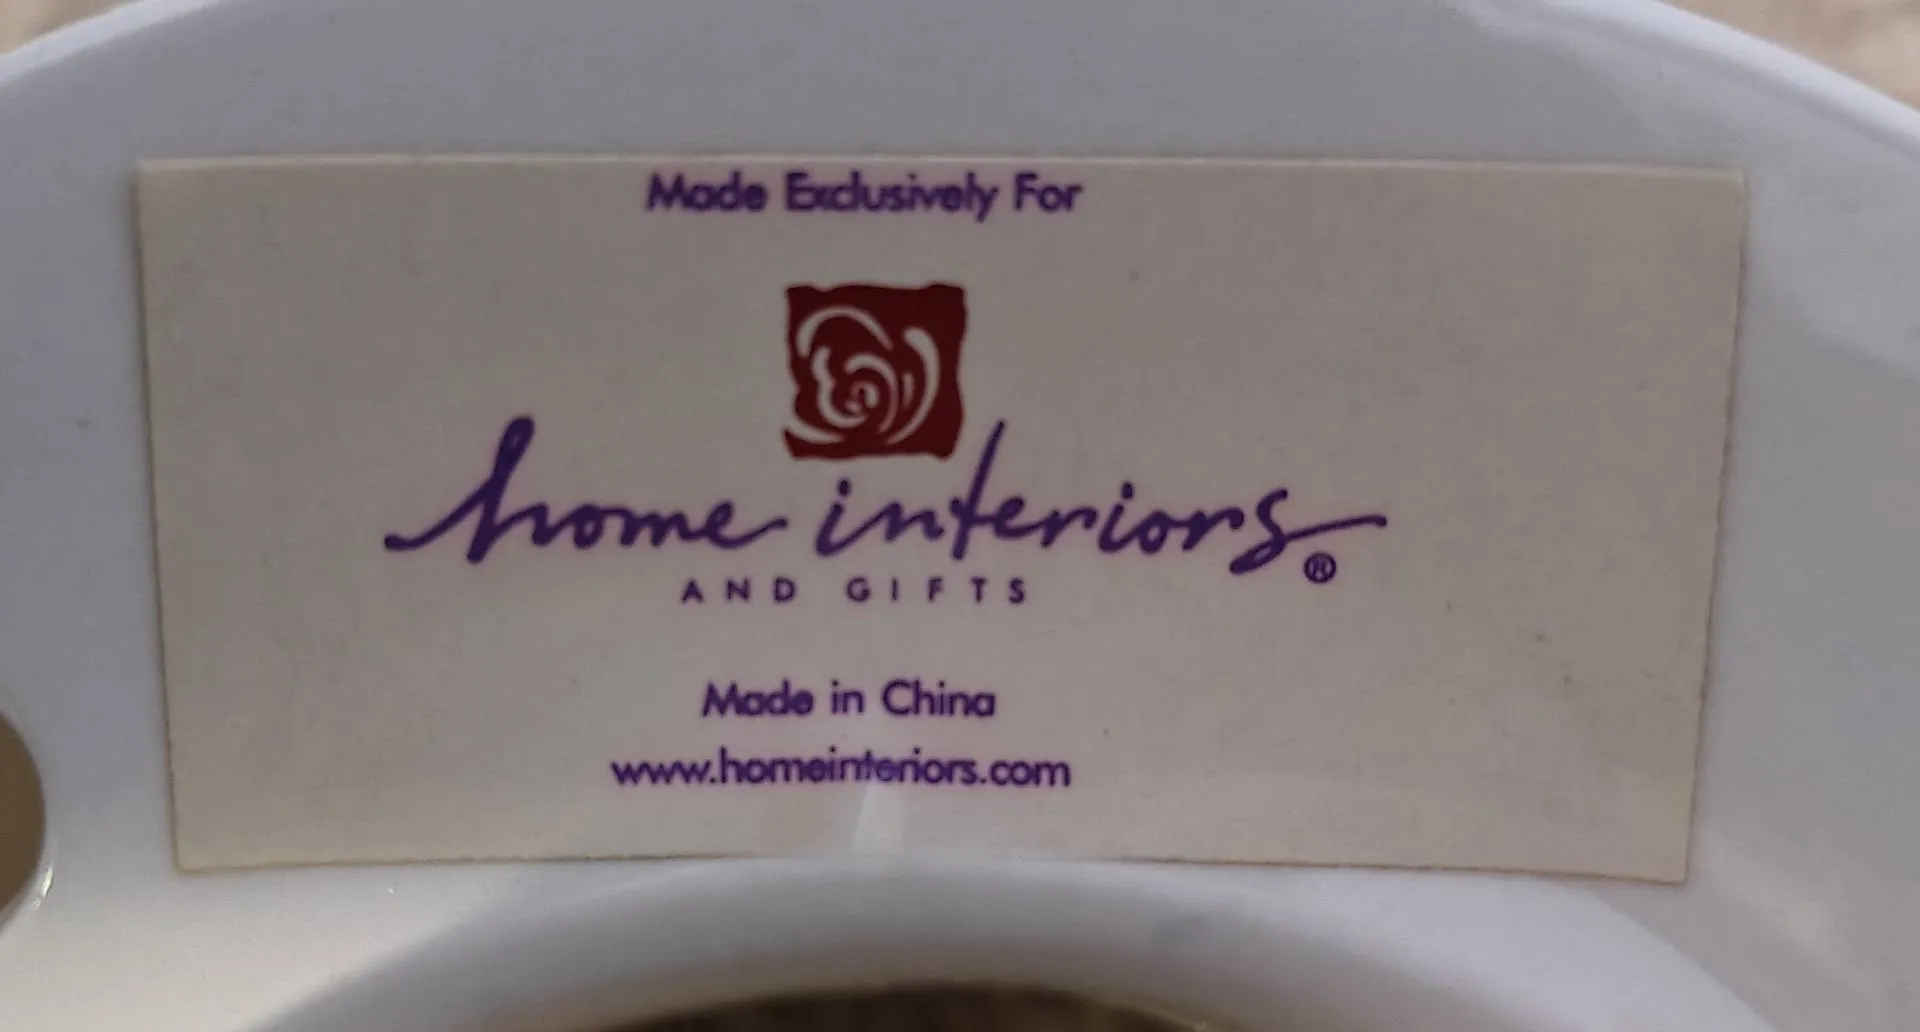 Made Exclusively For
home interiors®
AND GIFTS
Made in China
www.homeinteriors.com